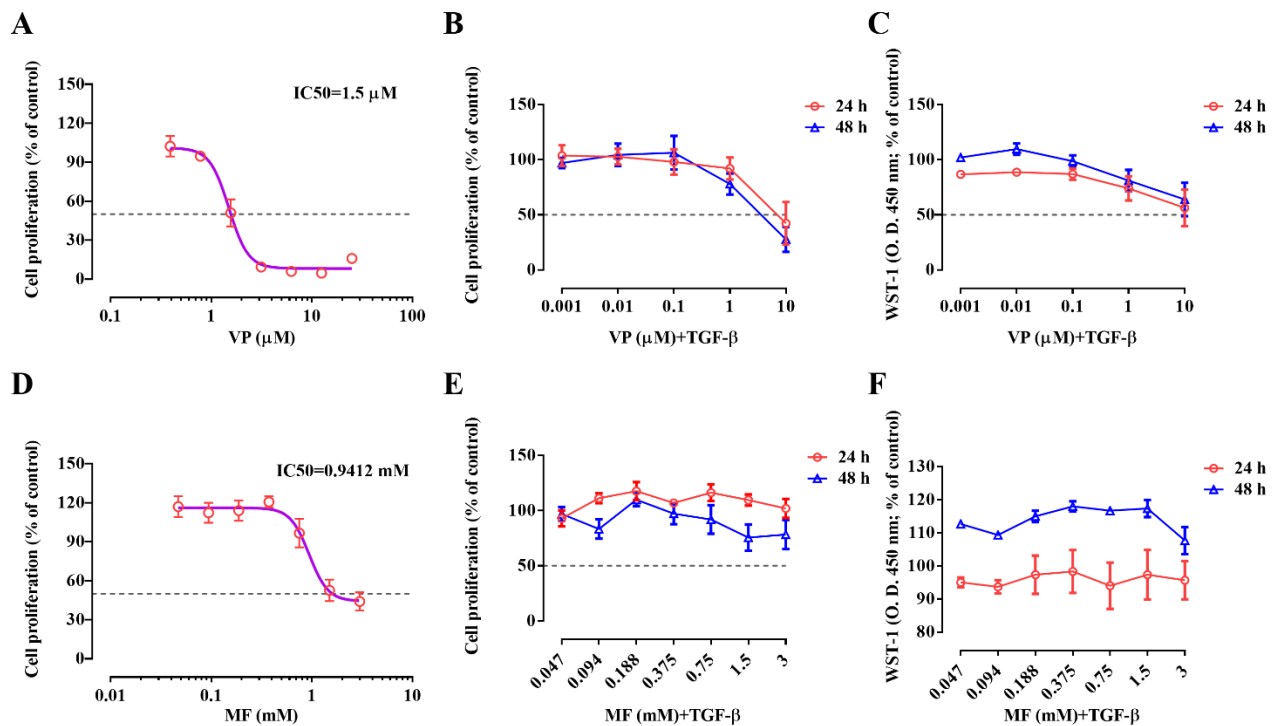 A
Cell proliferation (% of control)
150
120
90
60
30
0
IC50=1.5 μM
0.1 1 10 100
VP (μM)
B
Cell proliferation (% of control)
150
100
50
0
24 h
48 h
0.001 0.01 0.1 1 10
VP (μM)+TGF-β
C
WST-1 (O. D. 450 nm; % of control)
150
100
50
0
24 h
48 h
0.001 0.01 0.1 1 10
VP (μM)+TGF-β
D
Cell proliferation (% of control)
150
120
90
60
30
0
IC50=0.9412 mM
0.01 0.1 1 10
MF (mM)
E
Cell proliferation (% of control)
150
100
50
0
24 h
48 h
0.047 0.094 0.188 0.375 0.75 1.5 3
MF (mM)+TGF-β
F
WST-1 (O. D. 450 nm; % of control)
130
120
110
100
90
80
24 h
48 h
0.047 0.094 0.188 0.375 0.75 1.5 3
MF (mM)+TGF-β